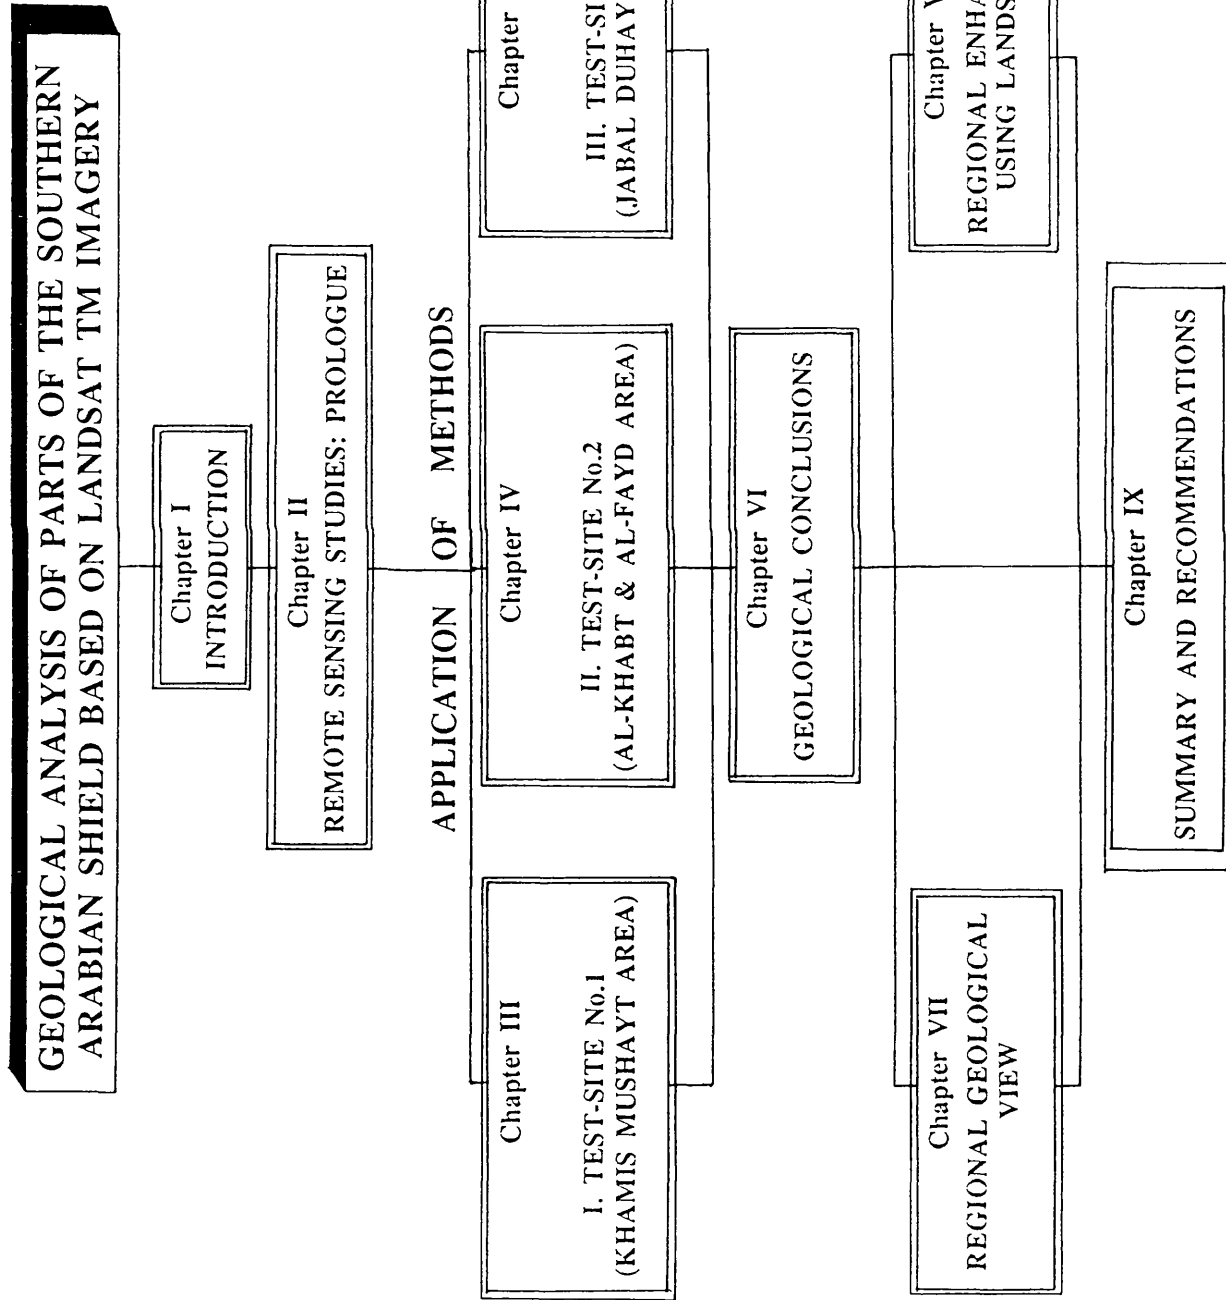 GEOLOGICAL ANALYSIS OF PARTS OF THE SOUTHERN
ARABIAN SHIELD BASED ON LANDSAT TM IMAGERY
Chapter I
INTRODUCTION
Chapter II
REMOTE SENSING STUDIES: PROLOGUE
APPLICATION OF METHODS
Chapter III
I. TEST-SITE No.1
(KHAMIS MUSHAYT AREA)
Chapter IV
II. TEST-SITE No.2
(AL-KHABT & AL-FAYD AREA)
Chapter
III. TEST-SI
(JABAL DUHAY
Chapter VI
GEOLOGICAL CONCLUSIONS
Chapter VII
REGIONAL GEOLOGICAL
VIEW
Chapter V
REGIONAL ENHA
USING LANDS
Chapter IX
SUMMARY AND RECOMMENDATIONS